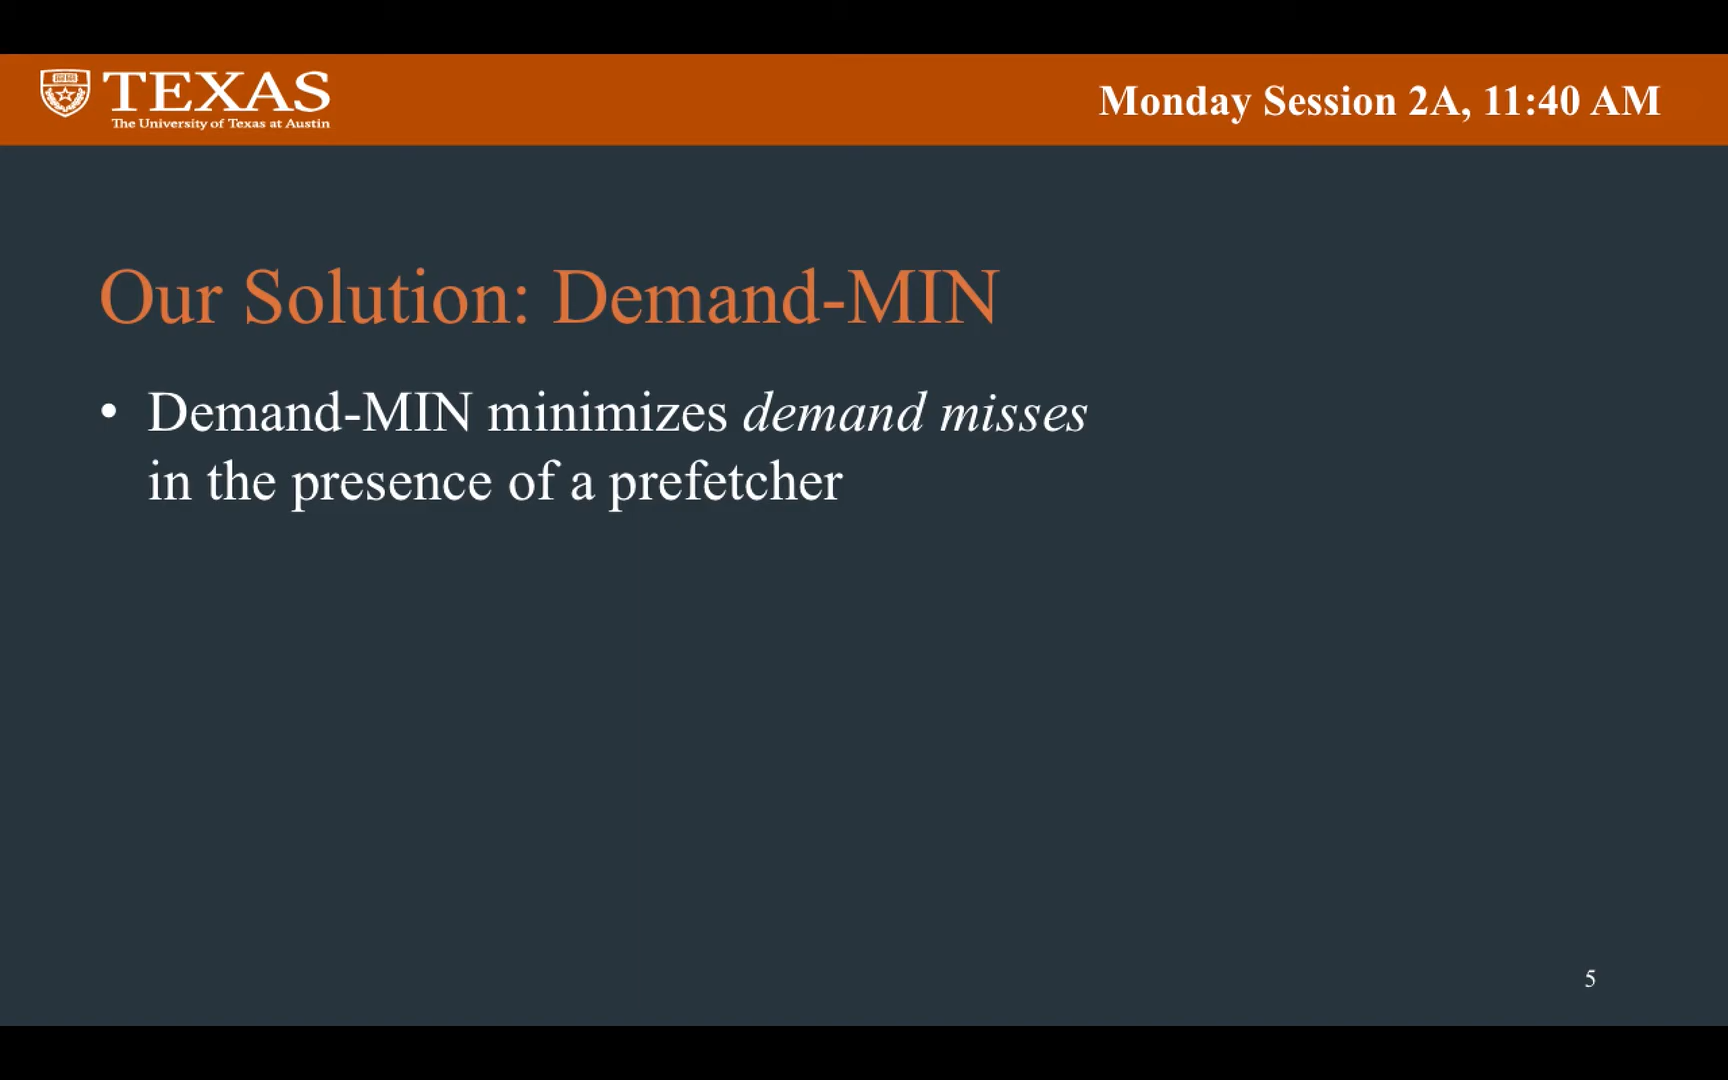 TEXAS
The University of Texas at Austin
Monday Session 2A, 11:40 AM
Our Solution: Demand-MIN
• Demand-MIN minimizes demand misses
in the presence of a prefetcher
5